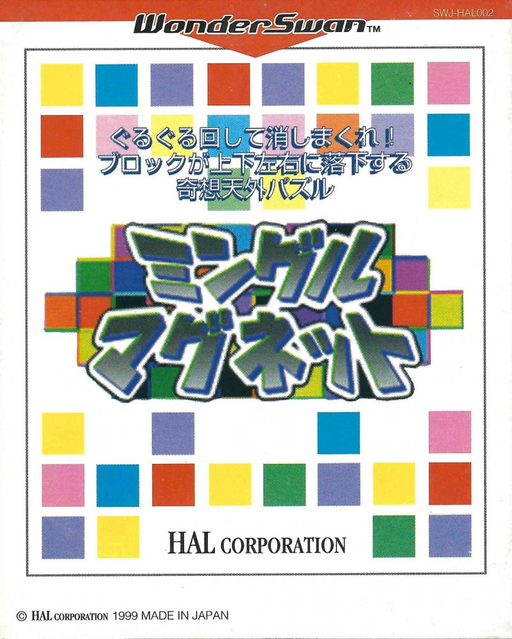 WonderSwan™
SWJ-HAL002
ぐるぐる回して消しまくれ！
ブロックが上下左右に落下する
奇想天外パズル
ミングル
マグネット
HAL CORPORATION
© HAL CORPORATION 1999 MADE IN JAPAN